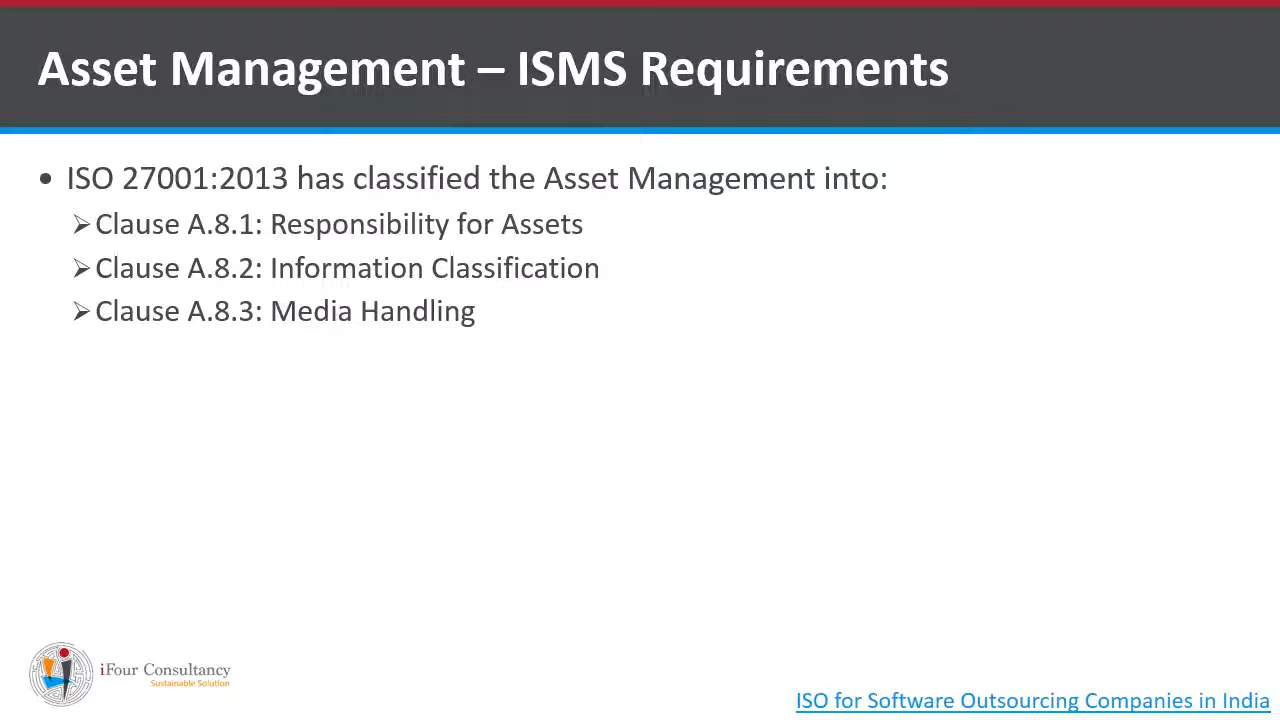 Asset Management – ISMS Requirements
• ISO 27001:2013 has classified the Asset Management into:
➢Clause A.8.1: Responsibility for Assets
➢Clause A.8.2: Information Classification
➢Clause A.8.3: Media Handling
iFour Consultancy
Sustainable Solution
ISO for Software Outsourcing Companies in India